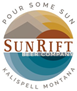 POUR SOME SUN
SUNRIFT
BEER COMPANY
KALISPELL MONTANA